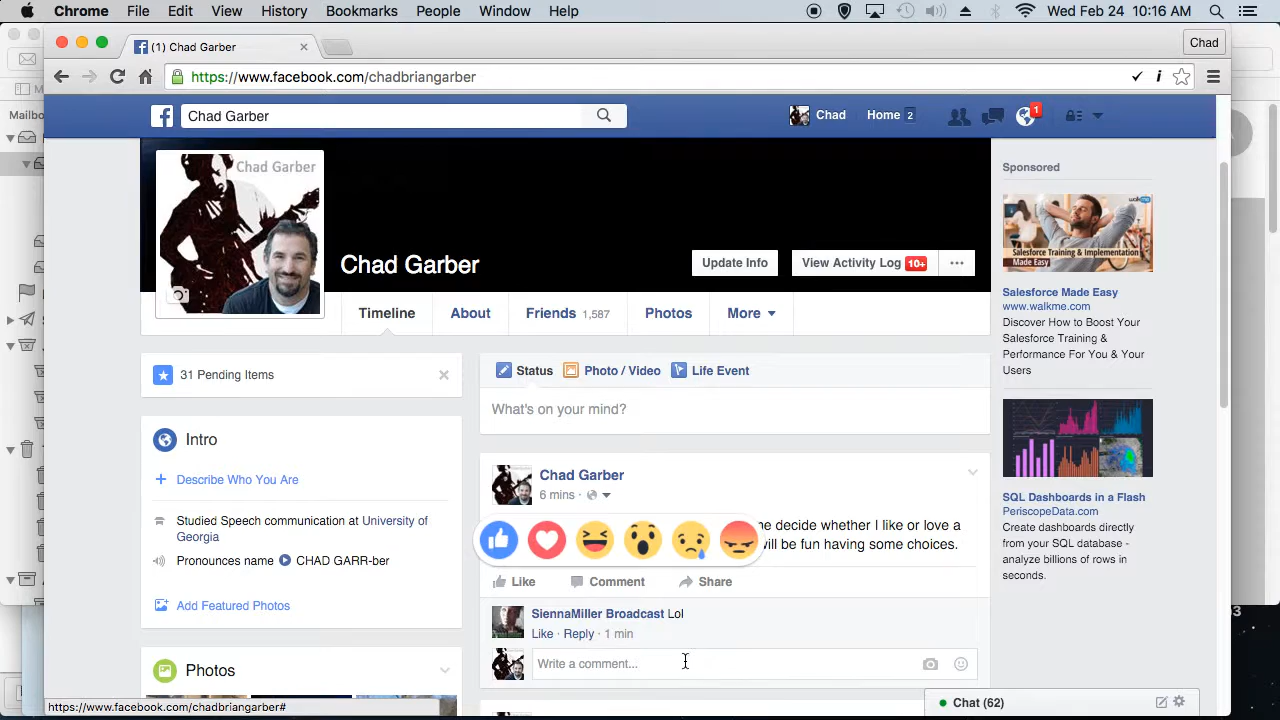 Chrome File Edit View History Bookmarks People Window Help Wed Feb 24 10:16 AM
(1) Chad Garber
Chad
https://www.facebook.com/chadbriangarber
Mailbo
Chad Garber
Chad
Home 2
1
Chad Garber
Chad Garber
Update Info
View Activity Log 10+
Timeline
About
Friends 1,587
Photos
More
31 Pending Items
Intro
Describe Who You Are
Studied Speech communication at University of
Georgia
Pronounces name CHAD GARR-ber
Add Featured Photos
Photos
Status
Photo / Video
Life Event
What's on your mind?
Chad Garber
6 mins
decide whether I like or love a
will be fun having some choices.
Like
Comment
Share
SiennaMiller Broadcast Lol
Like · Reply · 1 min
Write a comment...
Sponsored
walkme
Salesforce Training & Implementation
Made Easy
Salesforce Made Easy
www.walkme.com
Discover How to Boost Your
Salesforce Training &
Performance For You & Your
Users
SQL Dashboards in a Flash
PeriscopeData.com
Create dashboards directly
from your SQL database -
analyze billions of rows in
seconds.
Chat (62)
https://www.facebook.com/chadbriangarber#